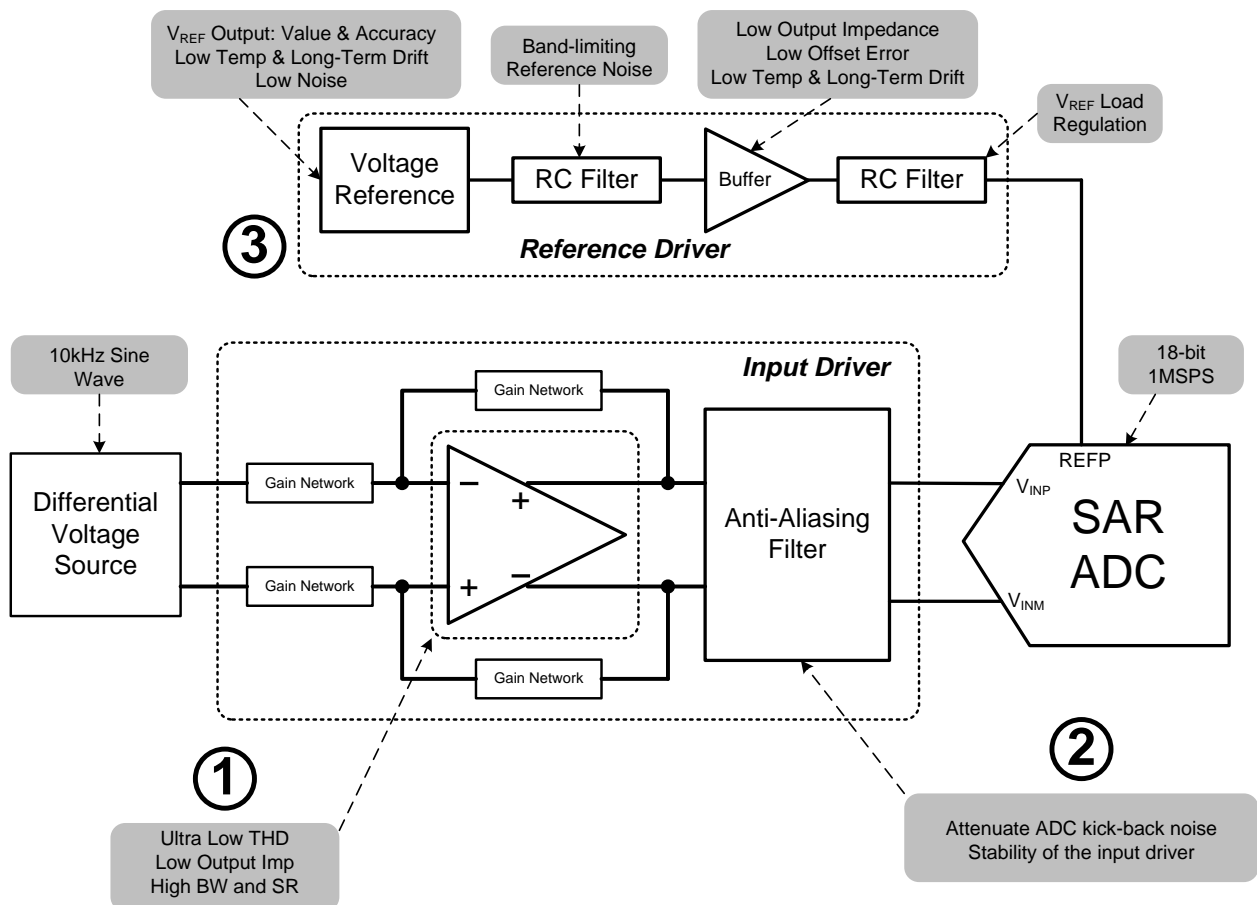 V_REF Output: Value & Accuracy
Low Temp & Long-Term Drift
Low Noise
Band-limiting
Reference Noise
Low Output Impedance
Low Offset Error
Low Temp & Long-Term Drift
V_REF Load
Regulation
Voltage
Reference
RC Filter
Buffer
RC Filter
3
Reference Driver
10kHz Sine
Wave
Input Driver
18-bit
1MSPS
Gain Network
Differential
Voltage
Source
Gain Network
−
+
Anti-Aliasing
Filter
REFP
V_INP
SAR
ADC
Gain Network
+
−
V_INM
Gain Network
1
2
Ultra Low THD
Low Output Imp
High BW and SR
Attenuate ADC kick-back noise
Stability of the input driver